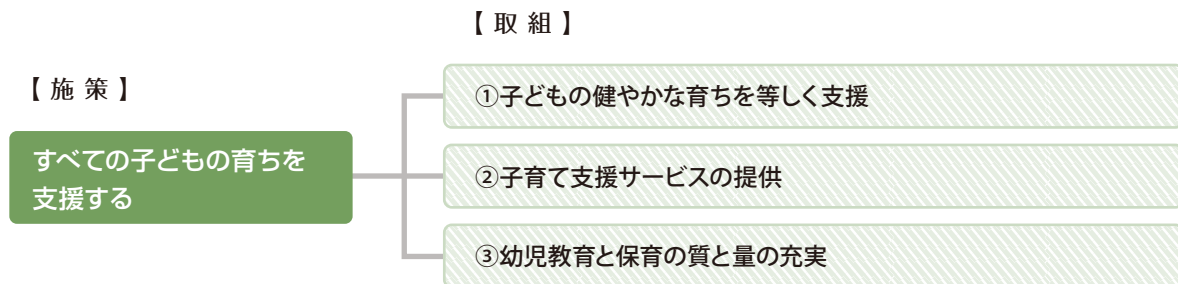 【取組】
【施策】
①子どもの健やかな育ちを等しく支援
すべての子どもの育ちを
支援する
②子育て支援サービスの提供
③幼児教育と保育の質と量の充実